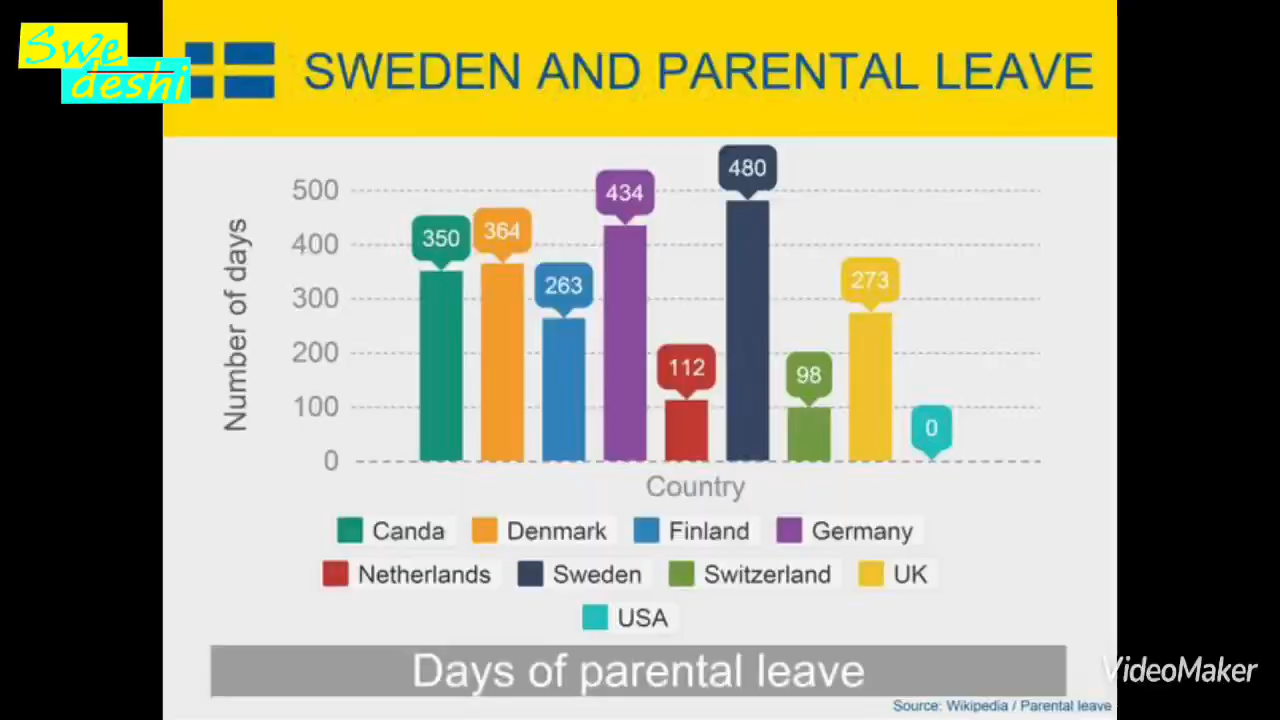 Swe
deshi
SWEDEN AND PARENTAL LEAVE
Number of days
500
400
300
200
100
0
350
364
263
434
112
480
98
273
0
Country
Canda
Denmark
Finland
Germany
Netherlands
Sweden
Switzerland
UK
USA
Days of parental leave
VideoMaker
Source: Wikipedia / Parental leave